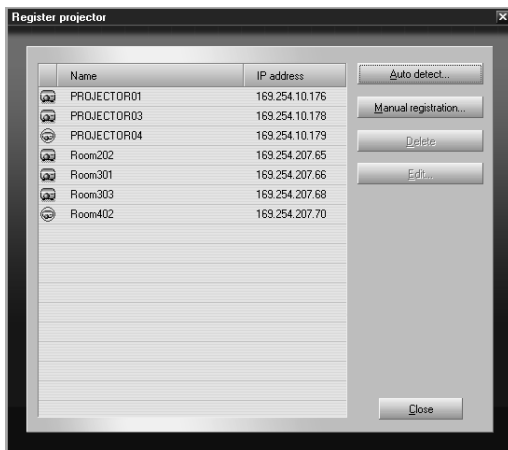 Register projector
Name IP address
PROJECTOR01 169.254.10.176
PROJECTOR03 169.254.10.178
PROJECTOR04 169.254.10.179
Room202 169.254.207.65
Room301 169.254.207.66
Room303 169.254.207.68
Room402 169.254.207.70
Auto detect...
Manual registration...
Delete
Edit...
Close